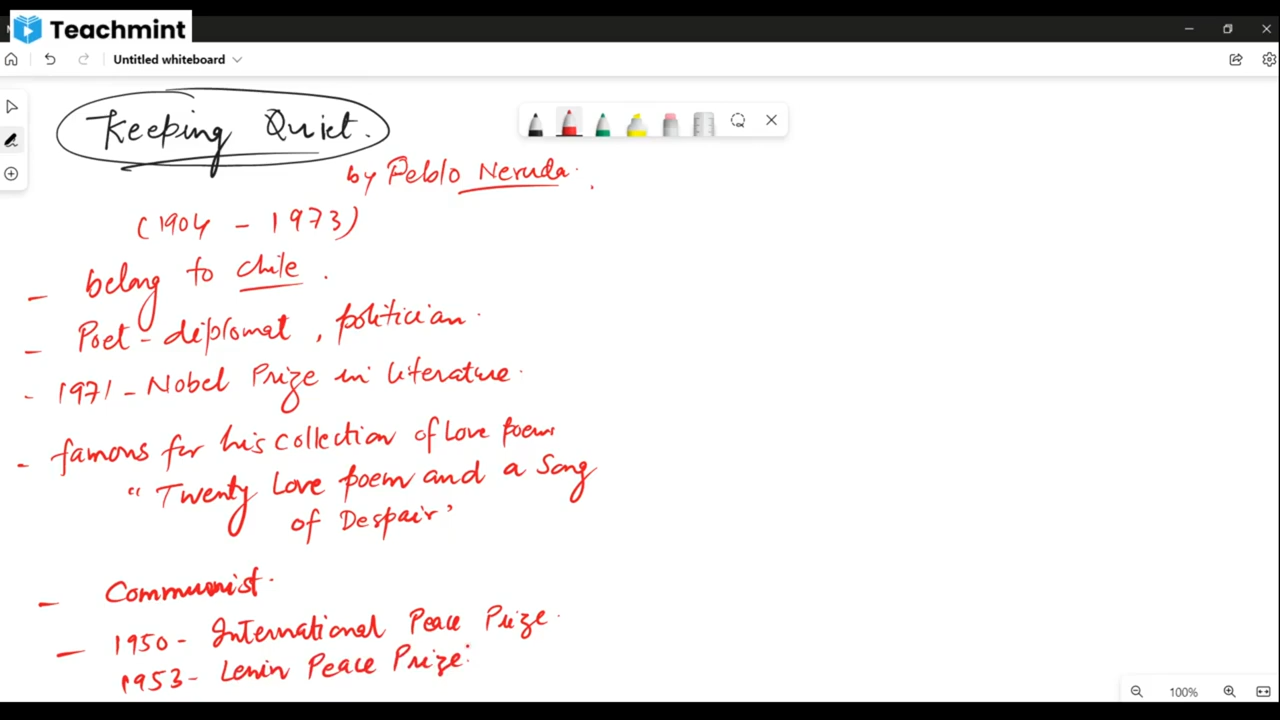 Teachmint
Untitled whiteboard
Keeping Quiet.
by Peblo Neruda.
(1904 - 1973)
- belong to Chile.
- Poet - diplomat, politician.
- 1971 - Nobel Prize in literature.
- famous for his collection of Love poems
" Twenty Love poem and a Song
of Despair'
- Communist.
- 1950 - International Peace Prize.
1953 - Lenin Peace Prize.
100%